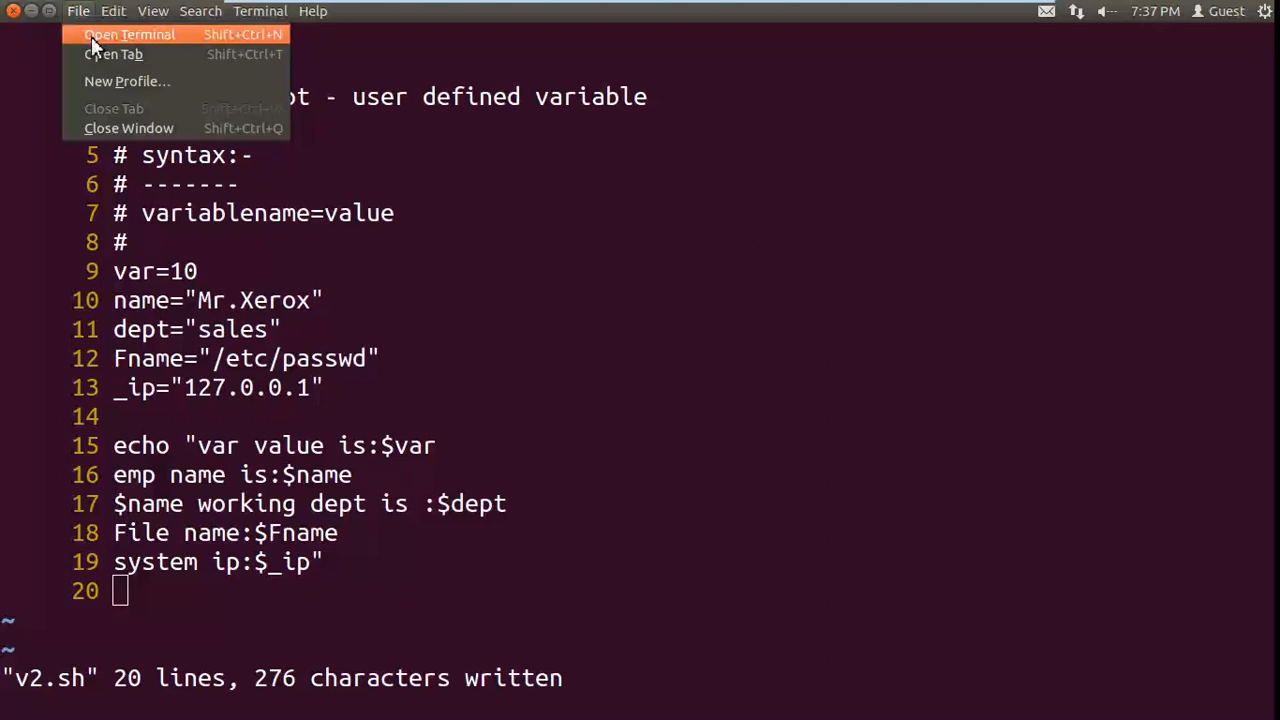 File Edit View Search Terminal Help 7:37 PM Guest
Open Terminal Shift+Ctrl+N
Open Tab Shift+Ctrl+T
New Profile...
Close Tab
Close Window Shift+Ctrl+Q
- user defined variable
5 # syntax:-
6 # -------
7 # variablename=value
8 #
9 var=10
10 name="Mr.Xerox"
11 dept="sales"
12 Fname="/etc/passwd"
13 _ip="127.0.0.1"
14
15 echo "var value is:$var
16 emp name is:$name
17 $name working dept is :$dept
18 File name:$Fname
19 system ip:$_ip"
20
~
~
"v2.sh" 20 lines, 276 characters written